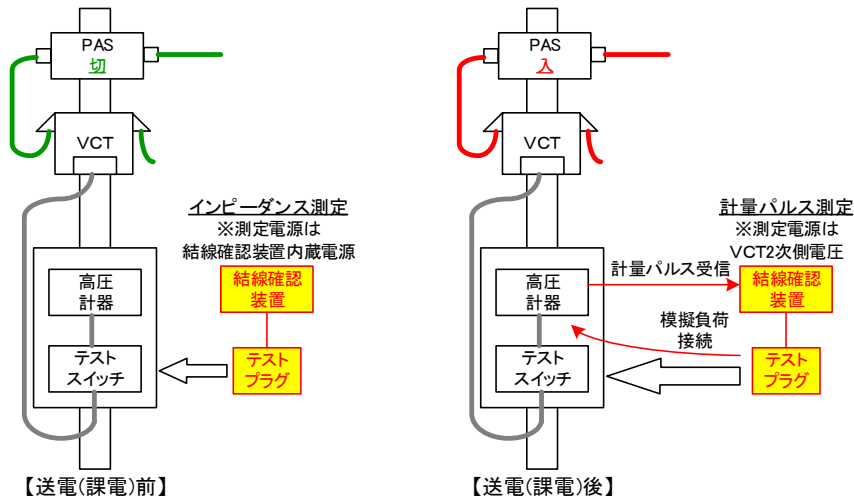 PAS
切
VCT
インピーダンス測定
※測定電源は
結線確認装置内蔵電源
高圧
計器
結線確認
装置
テスト
スイッチ
テスト
プラグ
【送電(課電)前】
PAS
入
VCT
計量パルス測定
※測定電源は
VCT2次側電圧
計量パルス受信
高圧
計器
結線確認
装置
模擬負荷
接続
テスト
スイッチ
テスト
プラグ
【送電(課電)後】